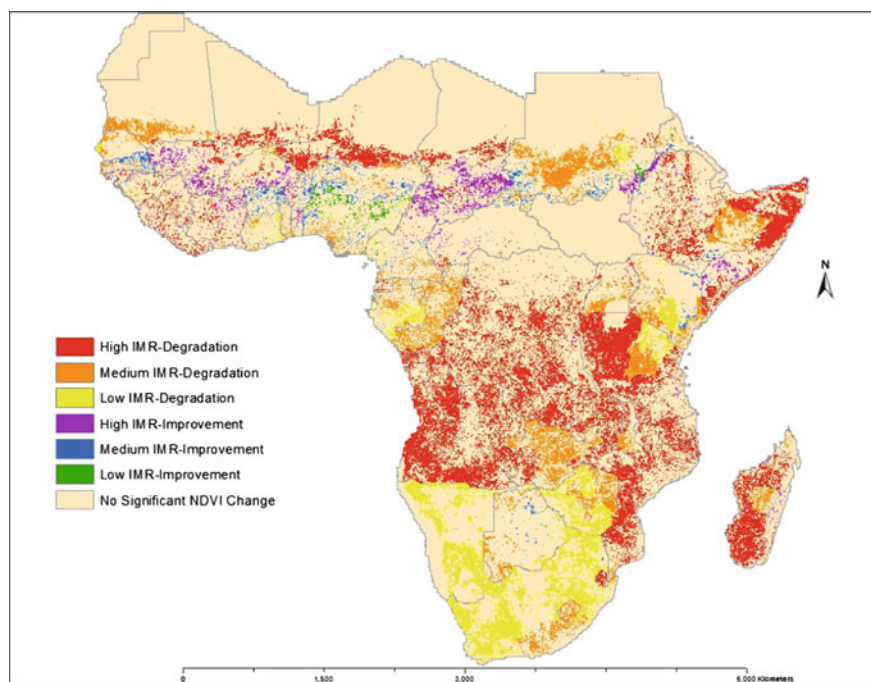 N
High IMR-Degradation
Medium IMR-Degradation
Low IMR-Degradation
High IMR-Improvement
Medium IMR-Improvement
Low IMR-Improvement
No Significant NDVI Change
0 1,500 3,000 6,000 Kilometers